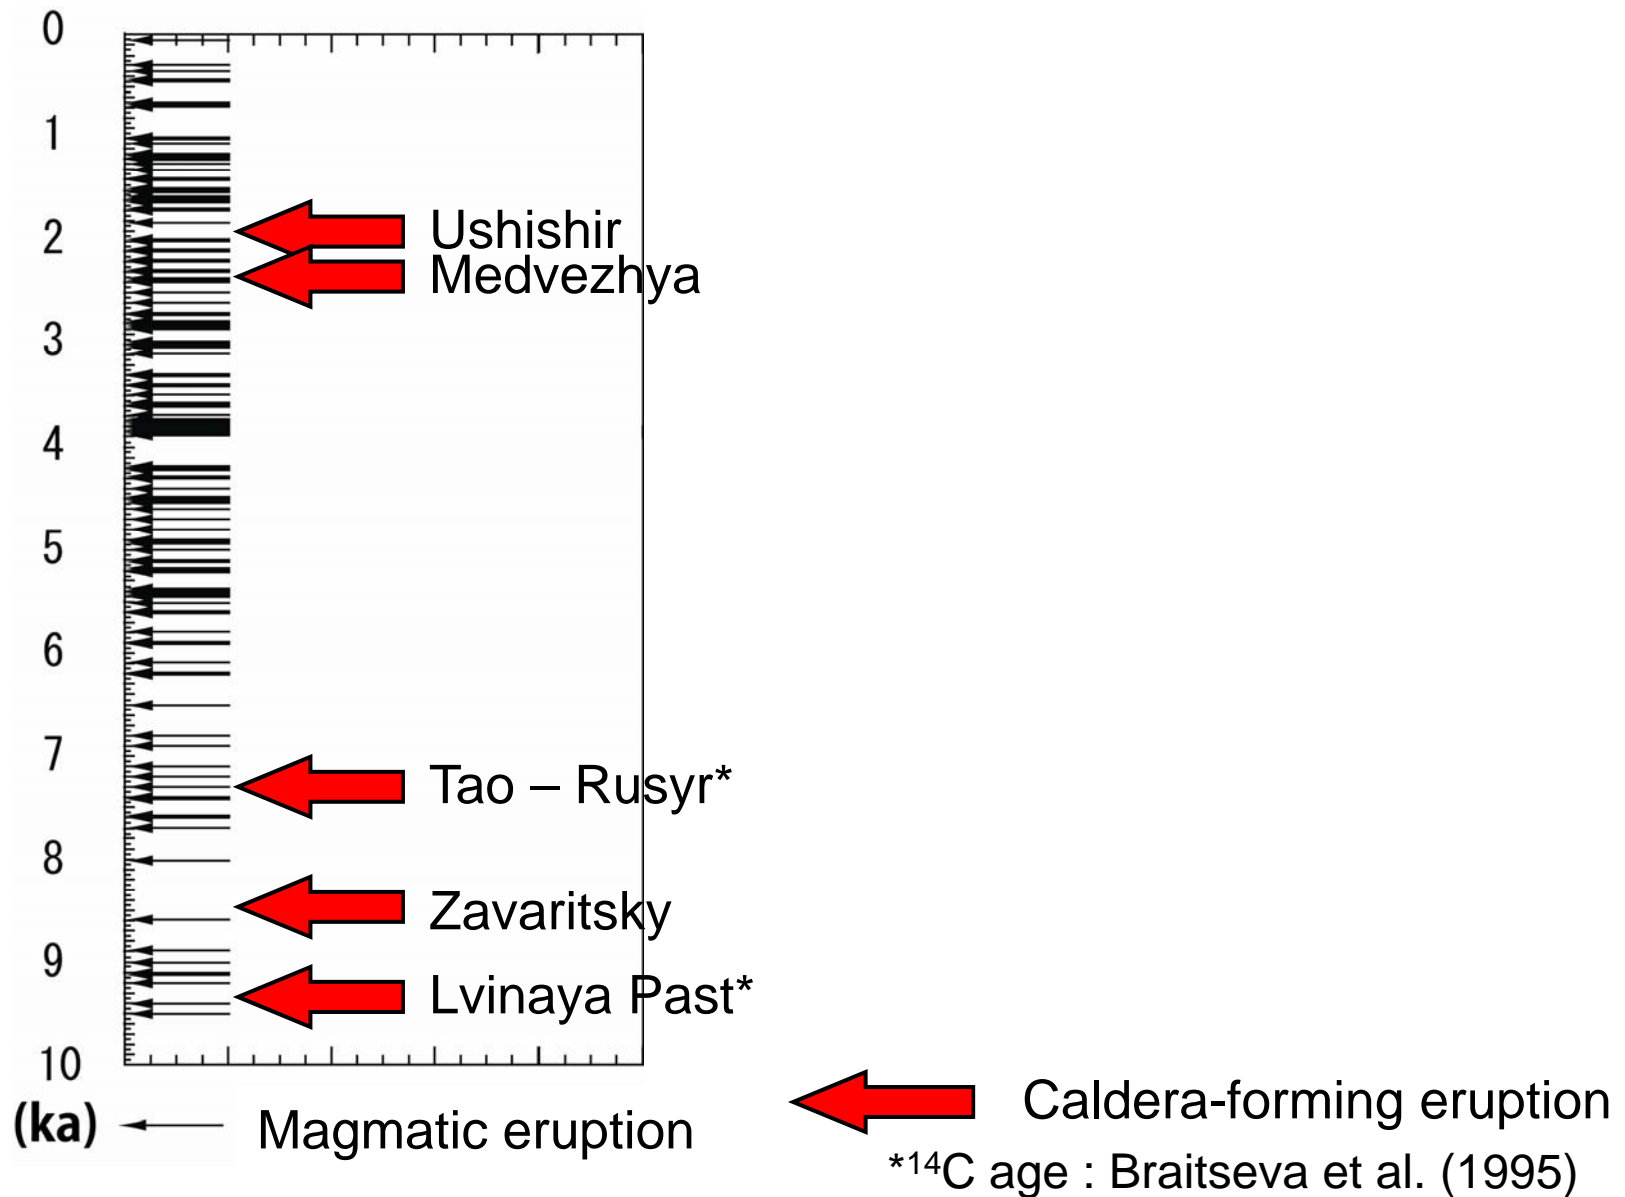 0
1
2
Ushishir
Medvezhya
3
4
5
6
7
Tao – Rusyr*
8
Zavaritsky
9
Lvinaya Past*
10
(ka)
Magmatic eruption
Caldera-forming eruption
*14C age : Braitseva et al. (1995)